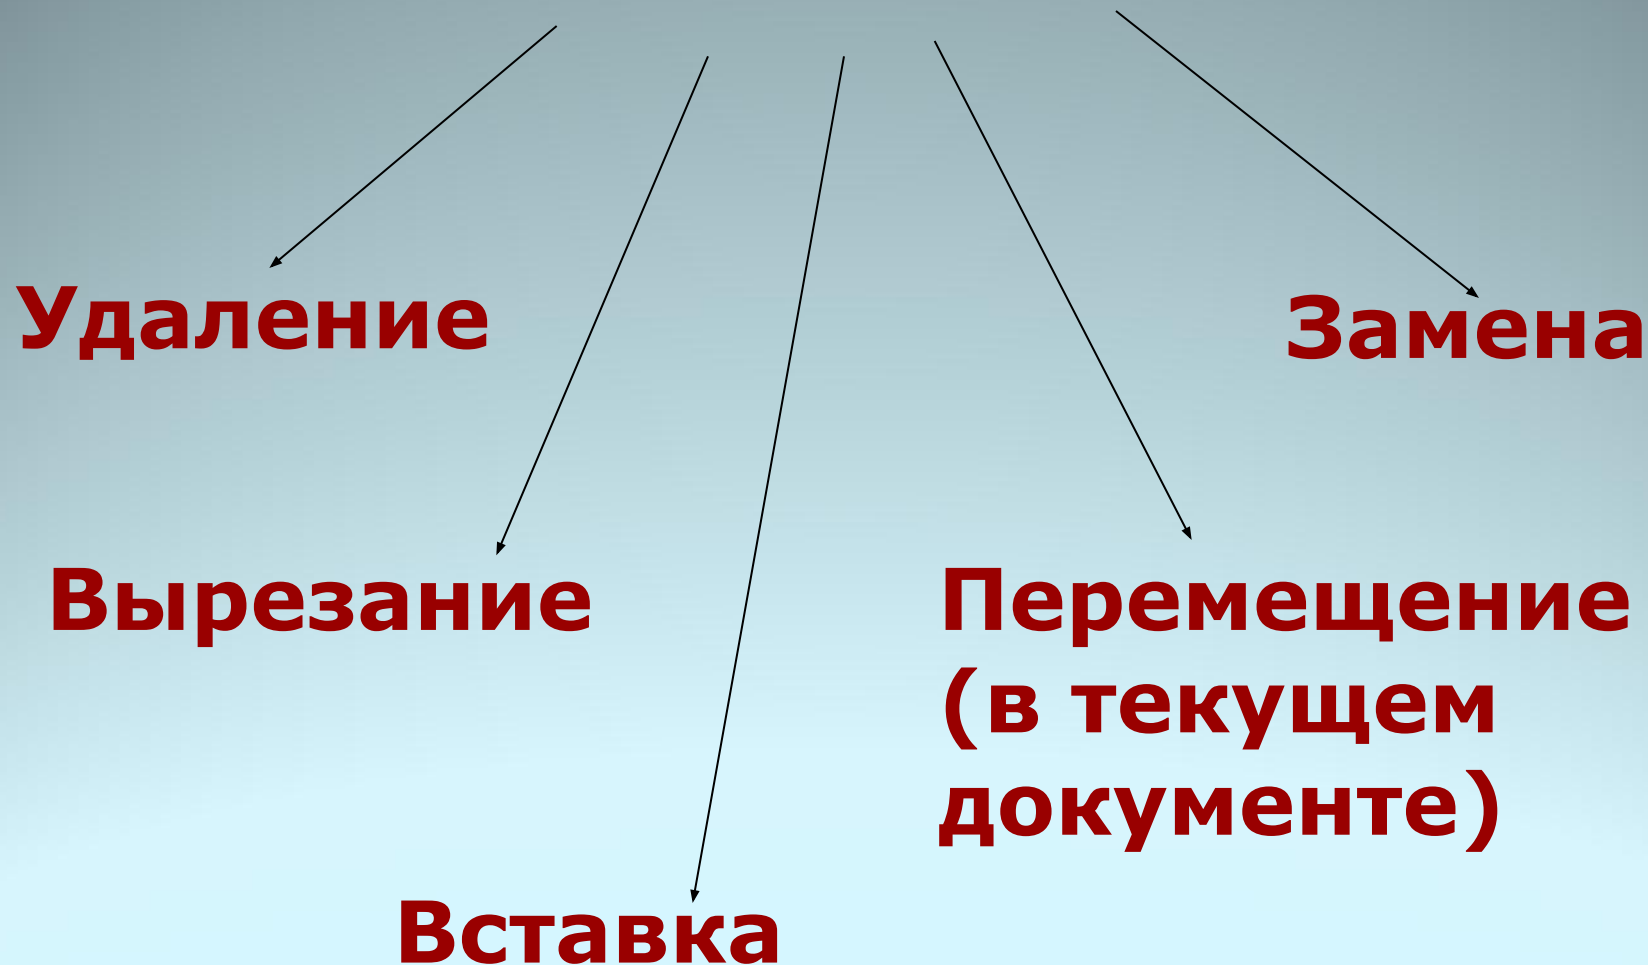 Удаление
Замена
Вырезание
Перемещение
(в текущем
документе)
Вставка